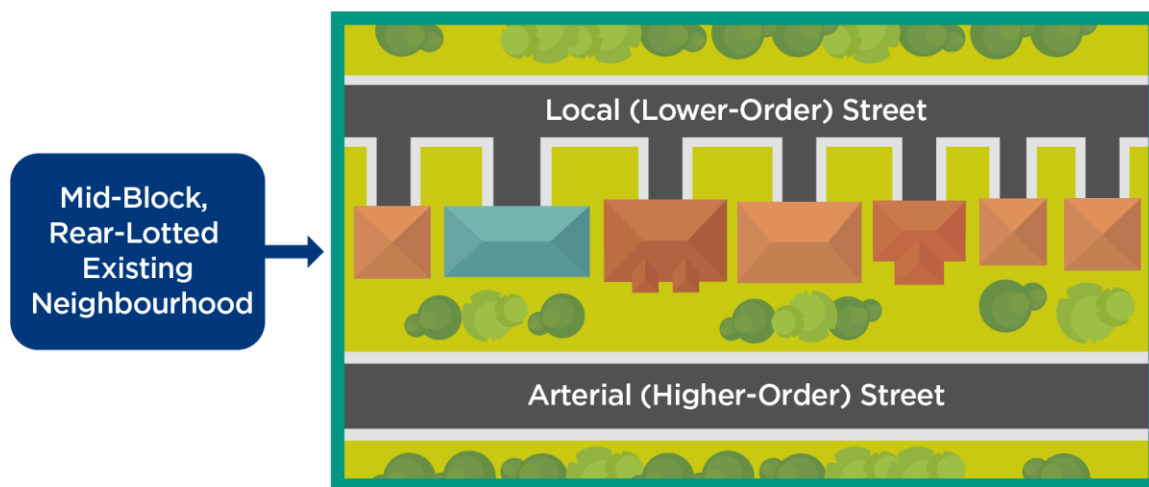 Mid-Block,
Rear-Lotted
Existing
Neighbourhood
Local (Lower-Order) Street
Arterial (Higher-Order) Street